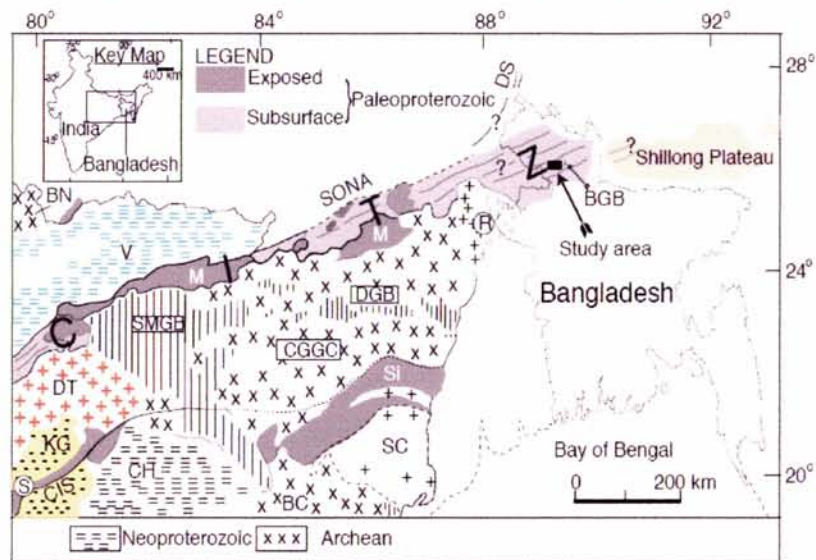 80°
84°
88°
92°
Key Map
400 km
India
Bangladesh
LEGEND
Exposed
Subsurface
Paleoproterozoic
DS
28°
?
?
?
Shillong Plateau
SONA
BN
BGB
CITZ
R
Study area
V
M
M
24°
DGB
Bangladesh
SMGB
CGGC
Si
DT
KG
SC
Bay of Bengal
S
CIS
CH
BC
20°
0
200 km
Neoproterozoic
Archean